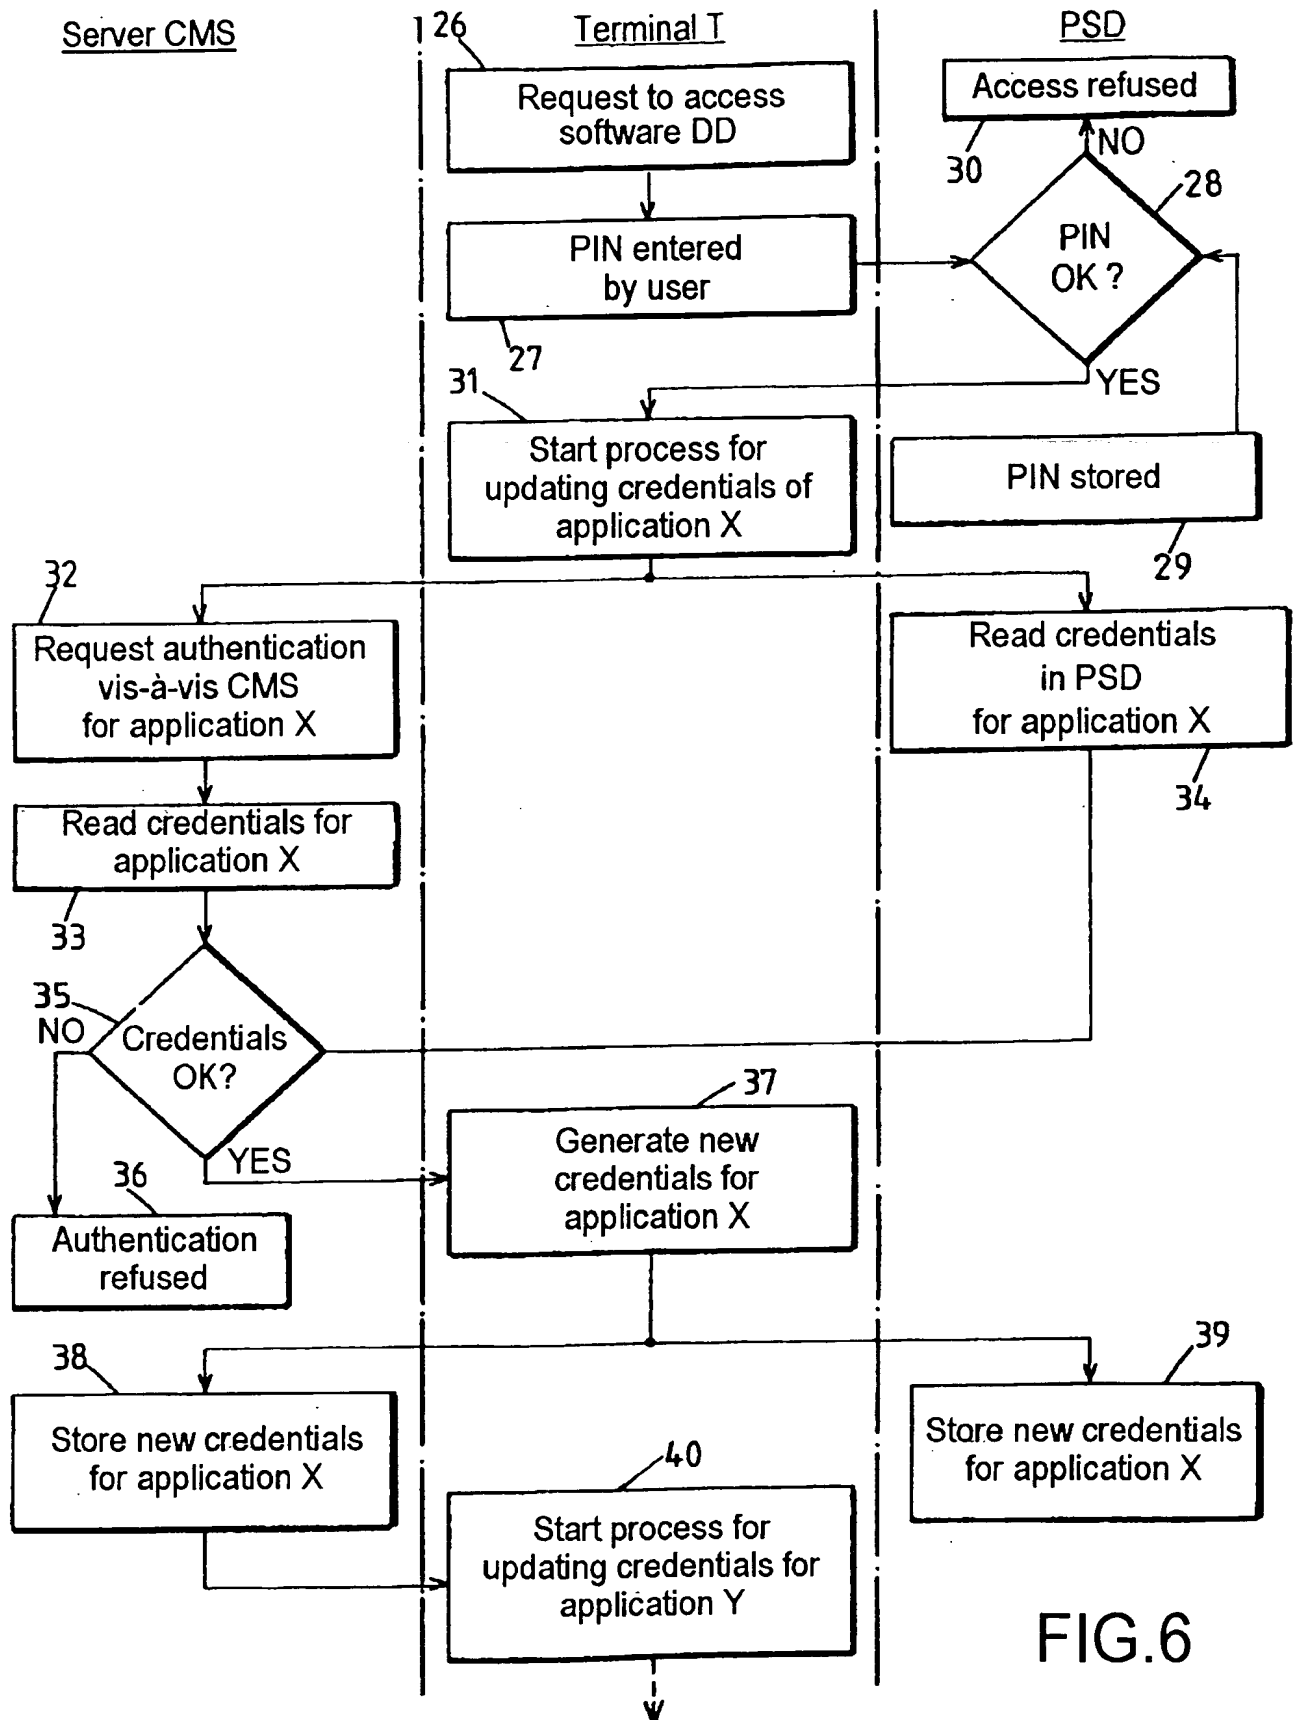 Server CMS
Terminal T
PSD
26
Request to access
software DD
Access refused
30
NO
28
PIN entered
by user
27
PIN
OK ?
YES
31
Start process for
updating credentials of
application X
PIN stored
29
32
Request authentication
vis-à-vis CMS
for application X
Read credentials
in PSD
for application X
34
Read credentials for
application X
33
35
NO
Credentials
OK?
YES
37
Generate new
credentials for
application X
36
Authentication
refused
38
Store new credentials
for application X
39
Store new credentials
for application X
40
Start process for
updating credentials for
application Y
FIG.6